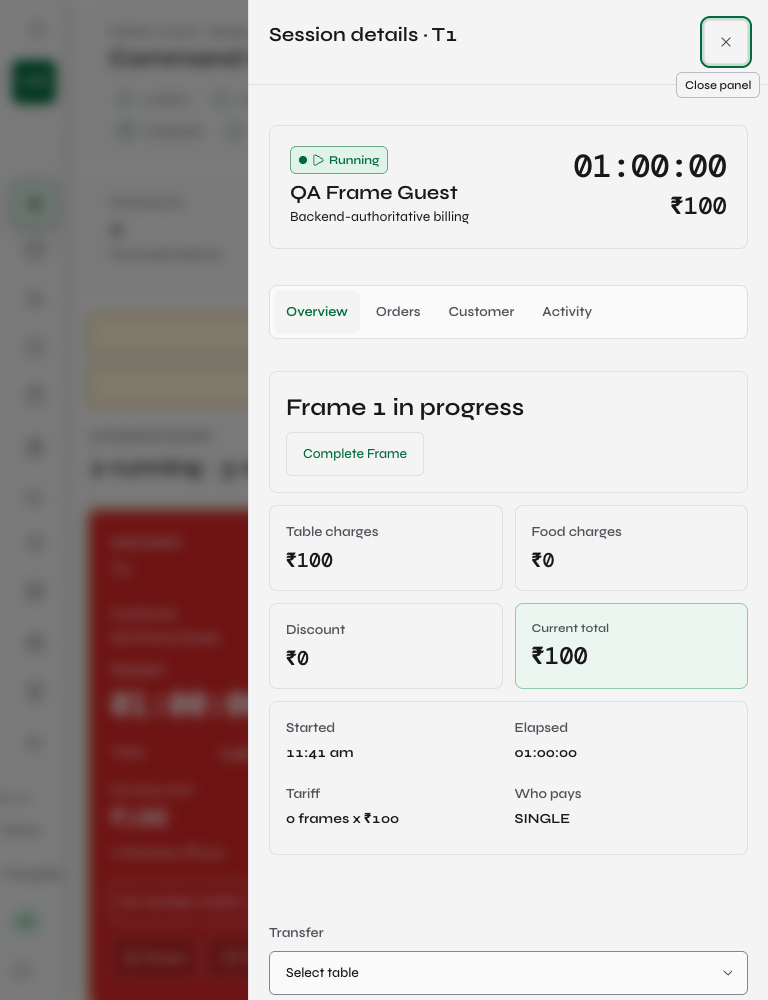 Session details · T1
Close panel
Running
01:00:00
QA Frame Guest
₹100
Backend-authoritative billing
Overview
Orders
Customer
Activity
Frame 1 in progress
Complete Frame
Table charges
₹100
Food charges
₹0
Discount
₹0
Current total
₹100
Started
11:41 am
Elapsed
01:00:00
Tariff
0 frames x ₹100
Who pays
SINGLE
Transfer
Select table